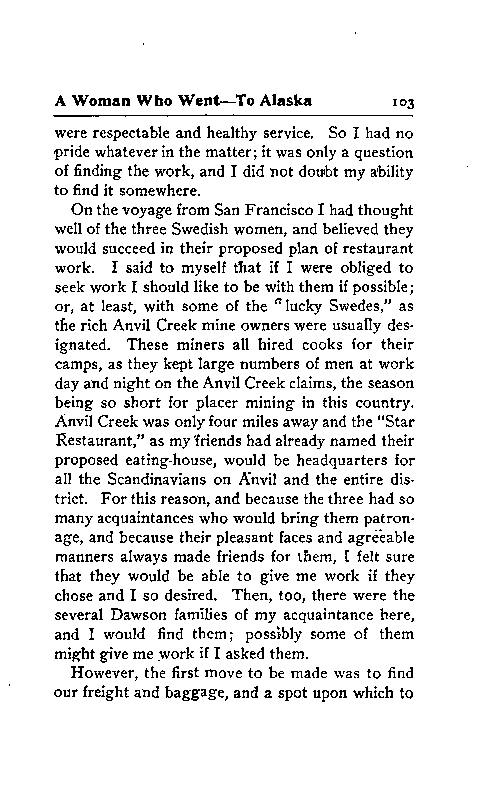 A Woman Who Went—To Alaska 103
were respectable and healthy service. So I had no
pride whatever in the matter; it was only a question
of finding the work, and I did not doubt my ability
to find it somewhere.
On the voyage from San Francisco I had thought
well of the three Swedish women, and believed they
would succeed in their proposed plan of restaurant
work. I said to myself that if I were obliged to
seek work I should like to be with them if possible;
or, at least, with some of the "lucky Swedes," as
the rich Anvil Creek mine owners were usually des-
ignated. These miners all hired cooks for their
camps, as they kept large numbers of men at work
day and night on the Anvil Creek claims, the season
being so short for placer mining in this country.
Anvil Creek was only four miles away and the "Star
Restaurant," as my friends had already named their
proposed eating-house, would be headquarters for
all the Scandinavians on Anvil and the entire dis-
trict. For this reason, and because the three had so
many acquaintances who would bring them patron-
age, and because their pleasant faces and agreeable
manners always made friends for them, I felt sure
that they would be able to give me work if they
chose and I so desired. Then, too, there were the
several Dawson families of my acquaintance here,
and I would find them; possibly some of them
might give me work if I asked them.
However, the first move to be made was to find
our freight and baggage, and a spot upon which to